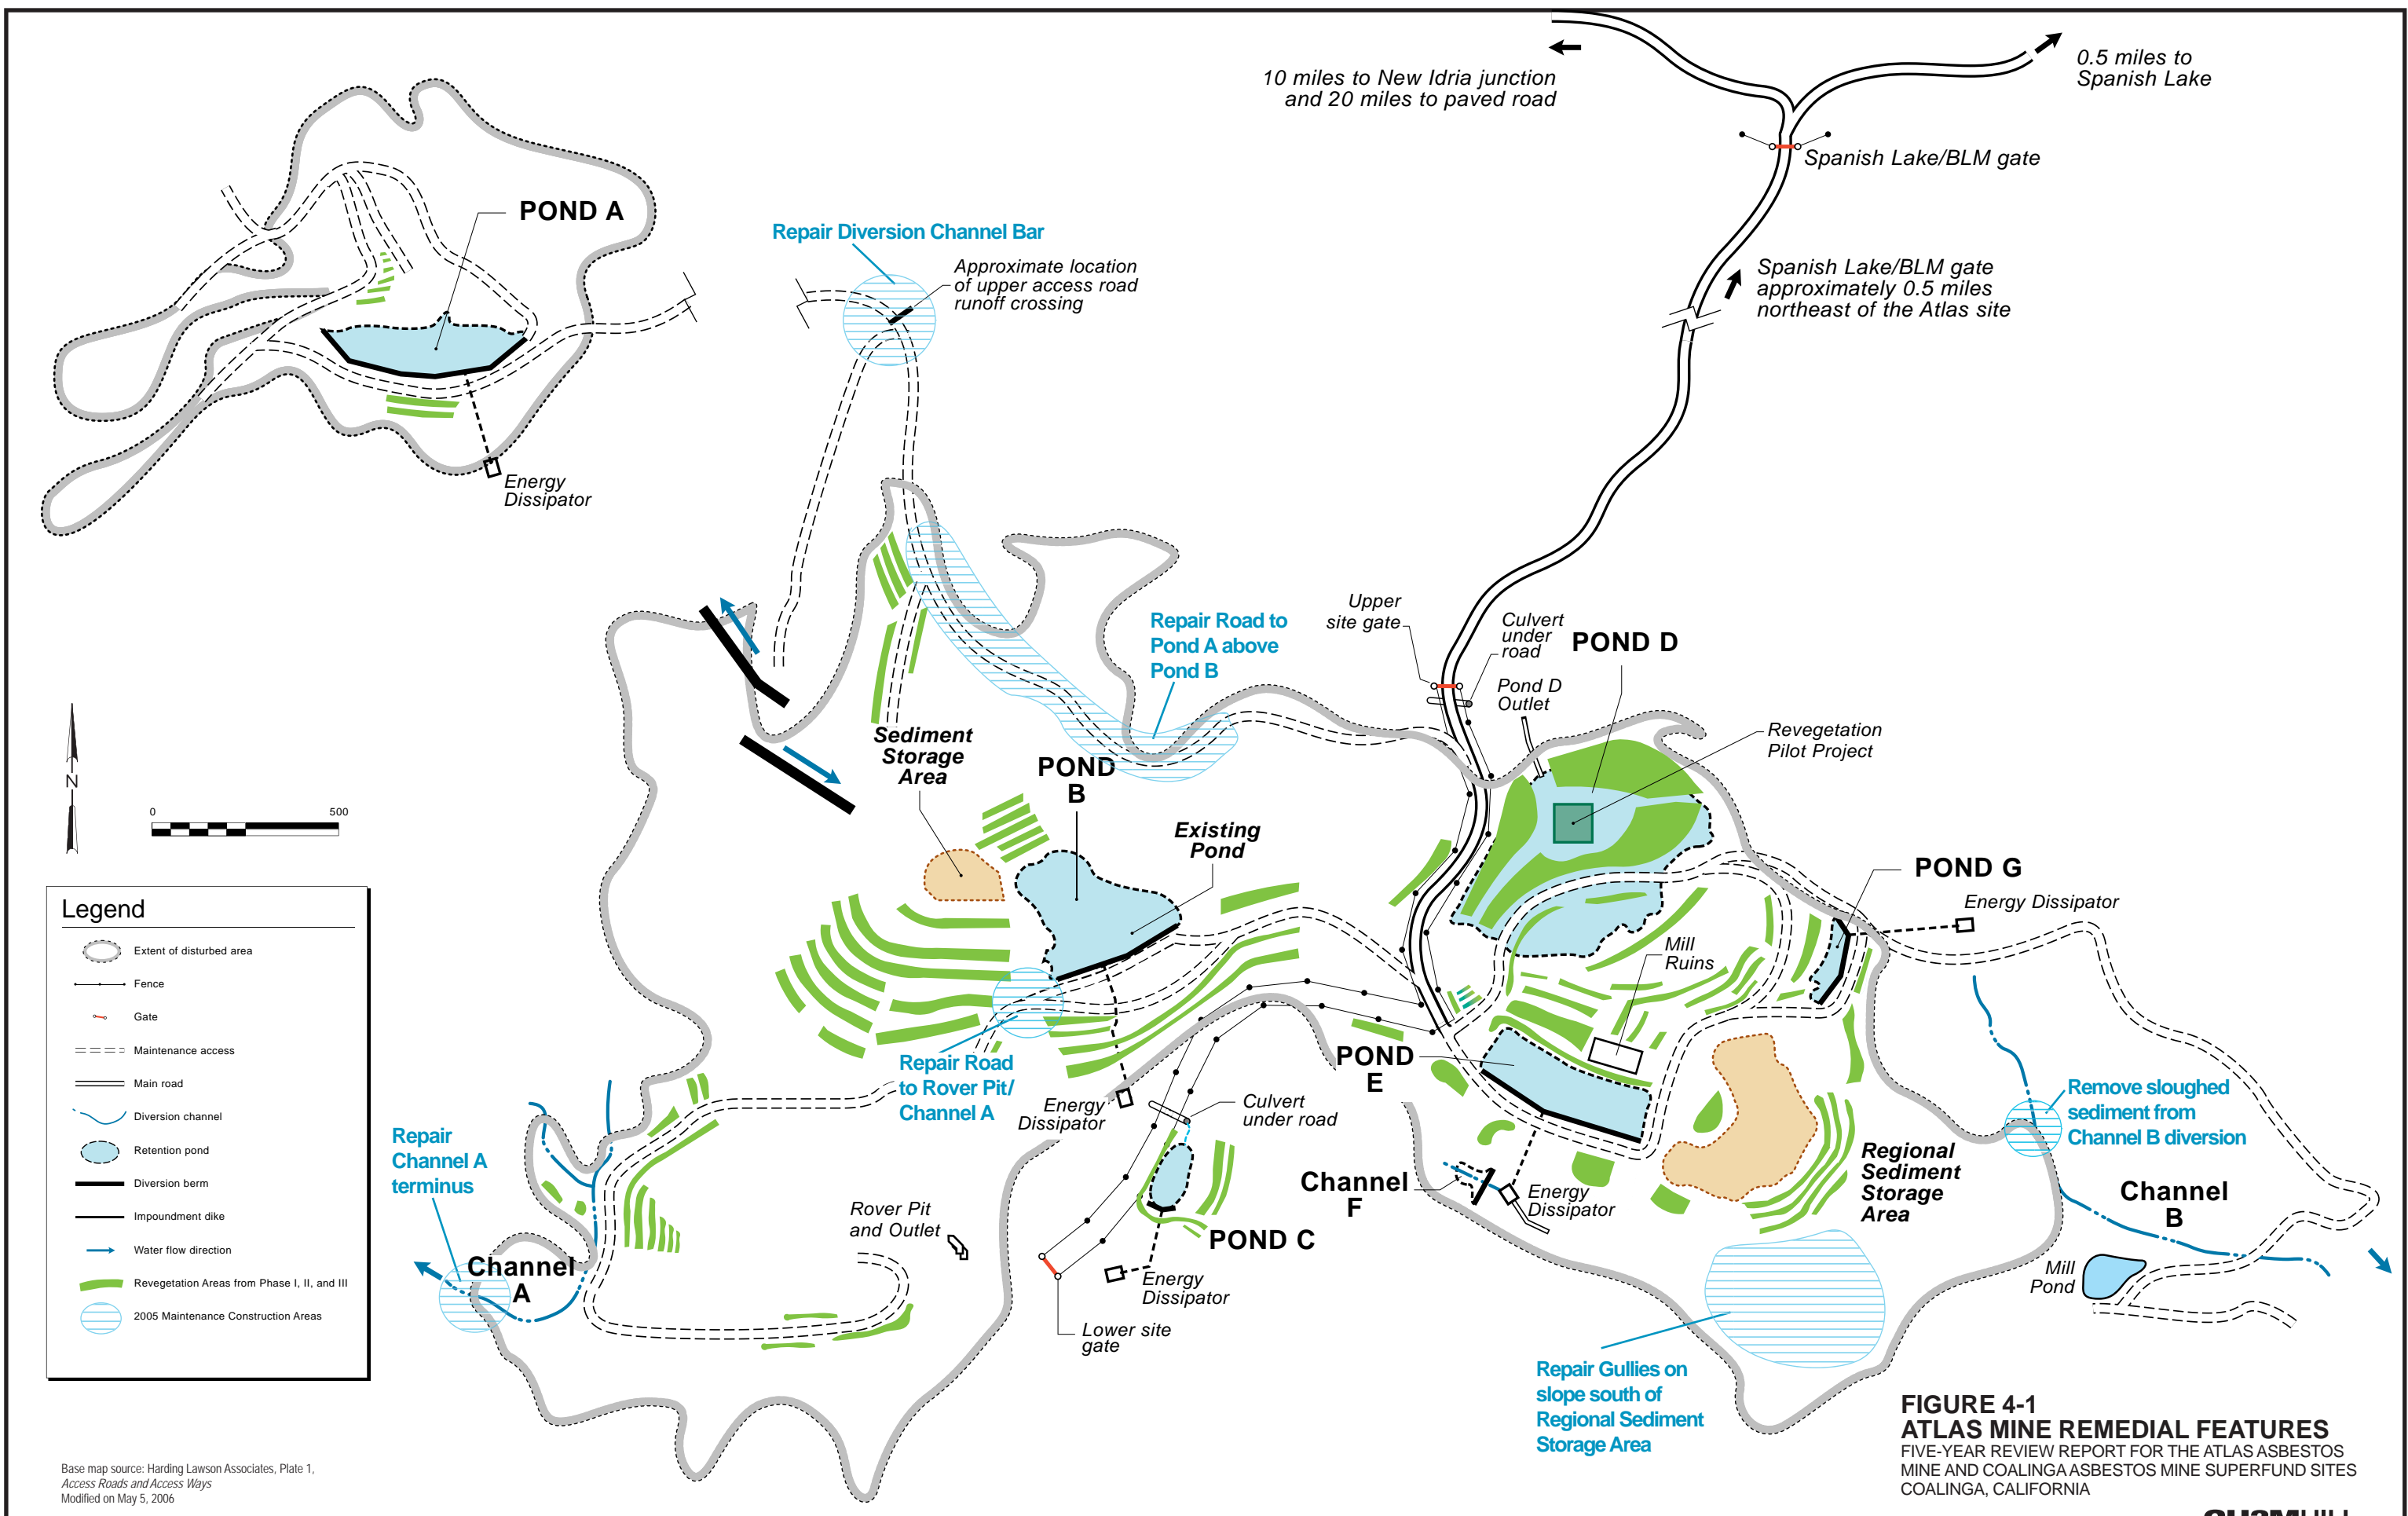 10 miles to New Idria junction
and 20 miles to paved road
0.5 miles to
Spanish Lake
Spanish Lake/BLM gate
POND A
Repair Diversion Channel Bar
Approximate location
of upper access road
runoff crossing
Spanish Lake/BLM gate
approximately 0.5 miles
northeast of the Atlas site
Energy
Dissipator
Upper
site gate
Culvert
under
road
POND D
Repair Road to
Pond A above
Pond B
Pond D
Outlet
Revegetation
Pilot Project
Sediment
Storage
Area
POND
B
Existing
Pond
N
0 500
POND G
Energy Dissipator
Mill
Ruins
Legend
Extent of disturbed area
Fence
Gate
Maintenance access
Main road
Diversion channel
Retention pond
Diversion berm
Impoundment dike
Water flow direction
Revegetation Areas from Phase I, II, and III
2005 Maintenance Construction Areas
Repair Road
to Rover Pit/
Channel A
POND
E
Energy
Dissipator
Culvert
under road
Remove sloughed
sediment from
Channel B diversion
Repair
Channel A
terminus
Regional
Sediment
Storage
Area
Channel
F
Energy
Dissipator
Channel
B
Rover Pit
and Outlet
POND C
Channel
A
Energy
Dissipator
Mill
Pond
Lower site
gate
Repair Gullies on
slope south of
Regional Sediment
Storage Area
FIGURE 4-1
ATLAS MINE REMEDIAL FEATURES
FIVE-YEAR REVIEW REPORT FOR THE ATLAS ASBESTOS
MINE AND COALINGA ASBESTOS MINE SUPERFUND SITES
COALINGA, CALIFORNIA
Base map source: Harding Lawson Associates, Plate 1,
Access Roads and Access Ways
Modified on May 5, 2006